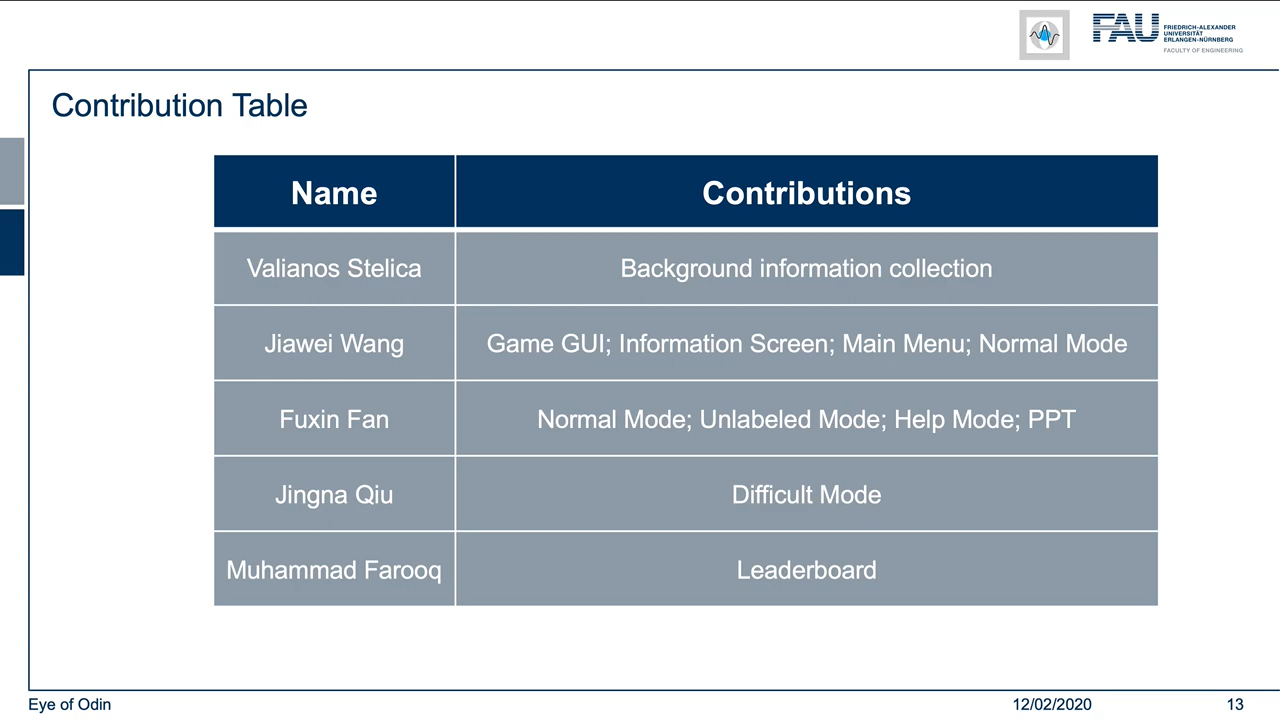 FAU
FRIEDRICH-ALEXANDER
UNIVERSITÄT
ERLANGEN-NÜRNBERG
FACULTY OF ENGINEERING
Contribution Table
Name Contributions
Valianos Stelica Background information collection
Jiawei Wang Game GUI; Information Screen; Main Menu; Normal Mode
Fuxin Fan Normal Mode; Unlabeled Mode; Help Mode; PPT
Jingna Qiu Difficult Mode
Muhammad Farooq Leaderboard
Eye of Odin 12/02/2020 13